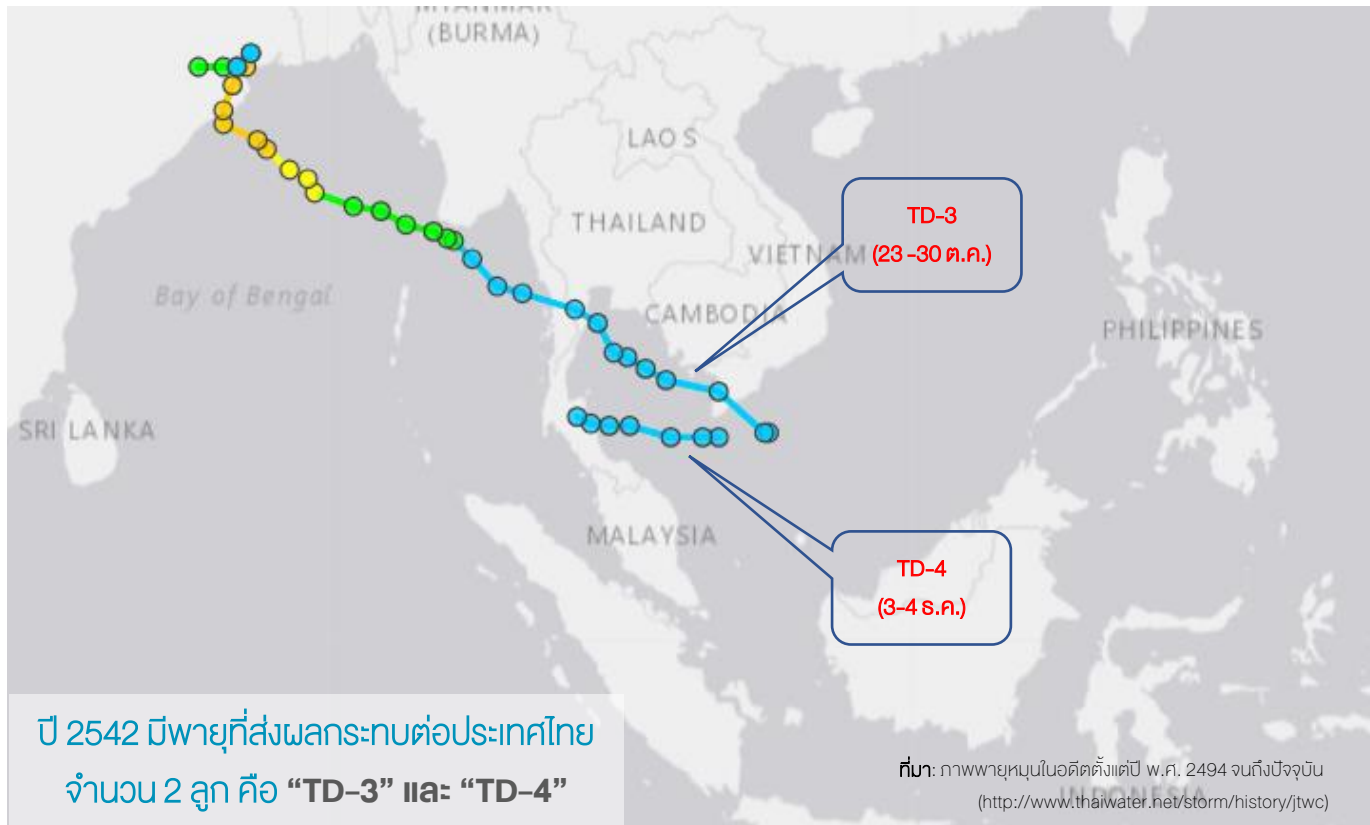 MYANMAR
(BURMA)
LAOS
THAILAND
VIETNAM
Bay of Bengal
CAMBODIA
PHILIPPINES
SRI LANKA
MALAYSIA
INDONESIA
TD-3
(23 -30 ต.ค.)
TD-4
(3-4 ธ.ค.)
ปี 2542 มีพายุที่ส่งผลกระทบต่อประเทศไทย
จำนวน 2 ลูก คือ “TD-3” และ “TD-4”
ที่มา: ภาพพายุหมุนในอดีตตั้งแต่ปี พ.ศ. 2494 จนถึงปัจจุบัน
(http://www.thaiwater.net/storm/history/jtwc)